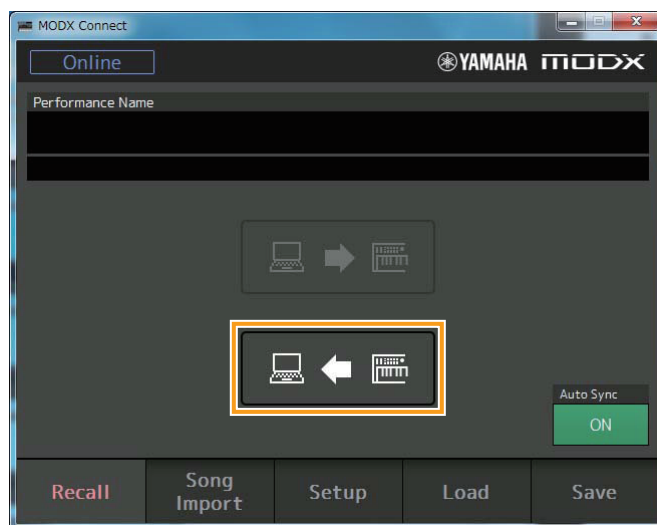 MODX Connect
Online
YAMAHA MODX
Performance Name
Auto Sync
ON
Recall
Song
Import
Setup
Load
Save